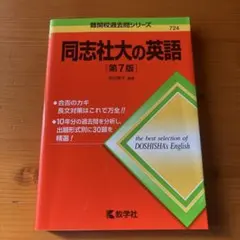 難関校過去問シリーズ
724
同志社大の英語
[第7版]
編著
●合否のカギ
長文対策はこれで万全!!
●10年分の過去問を分析し、
出題形式別に30題を
精選!
the best selection of
DOSHISHA's English
教学社